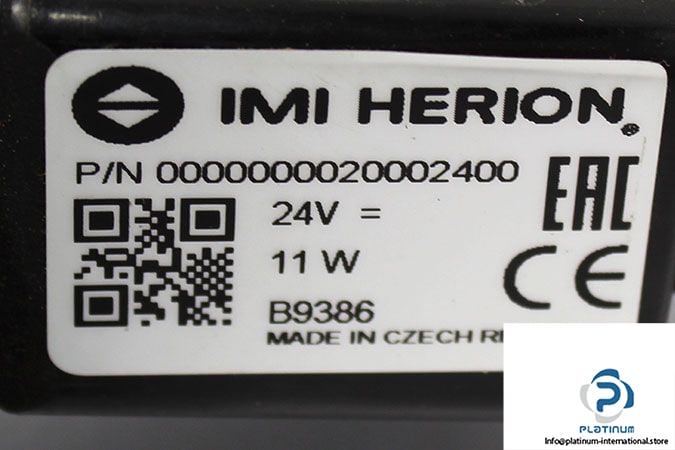 IMI HERION®
P/N 0000000020002400
24V =
11 W
B9386
MADE IN CZECH
EAC
CE
PLATINUM
Info@platinum-international.store